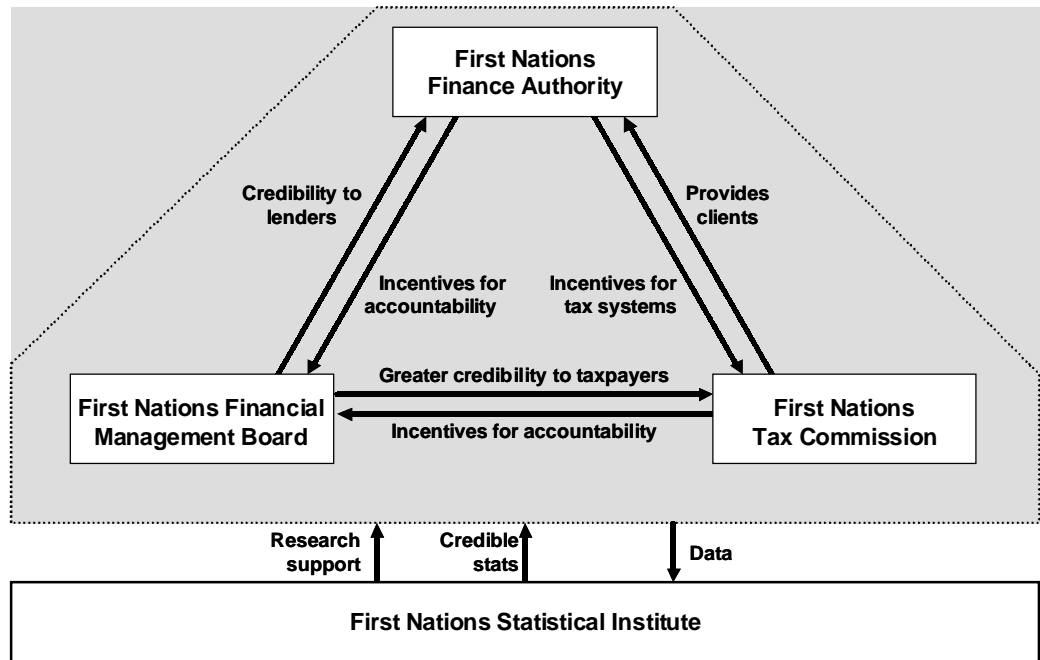 First Nations
Finance Authority
Credibility to
lenders
Provides
clients
Incentives for
accountability
Incentives for
tax systems
Greater credibility to taxpayers
First Nations Financial
Management Board
First Nations
Tax Commission
Incentives for accountability
Research
support
Credible
stats
Data
First Nations Statistical Institute